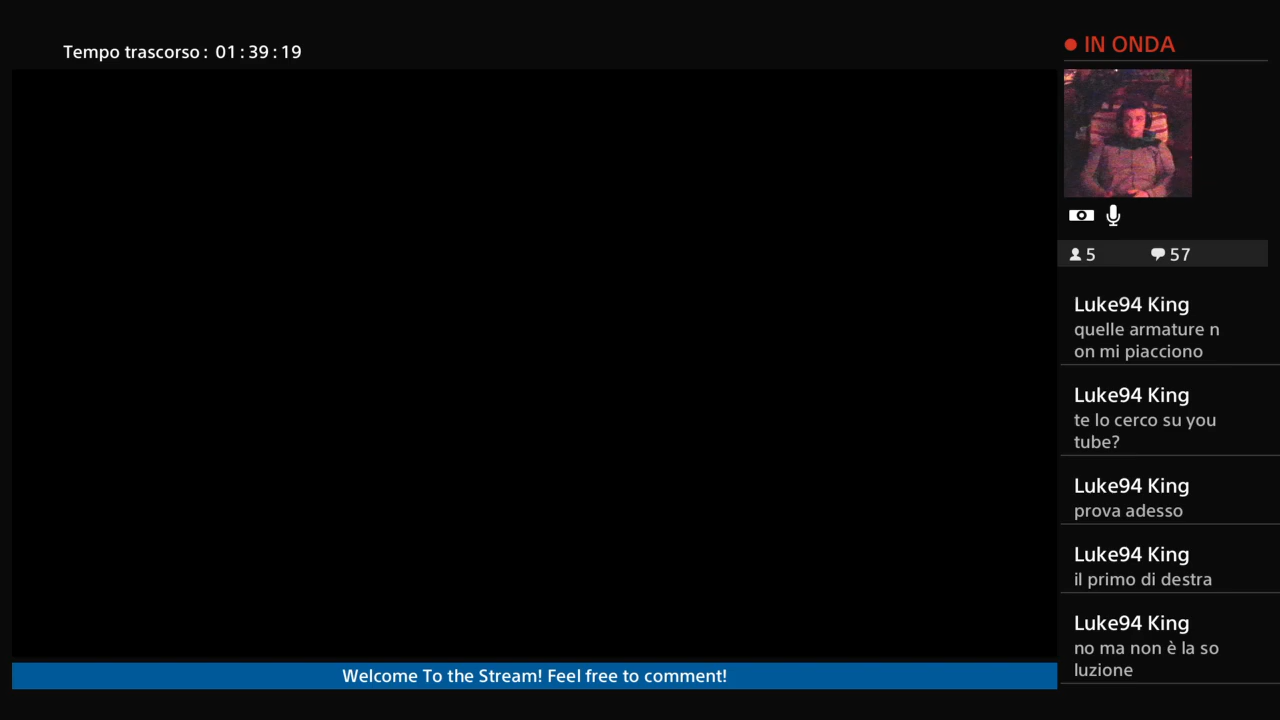 Tempo trascorso : 01 : 39 : 19
IN ONDA
5 57
Luke94 King
quelle armature n
on mi piacciono
Luke94 King
te lo cerco su you
tube?
Luke94 King
prova adesso
Luke94 King
il primo di destra
Luke94 King
no ma non è la so
luzione
Welcome To the Stream! Feel free to comment!